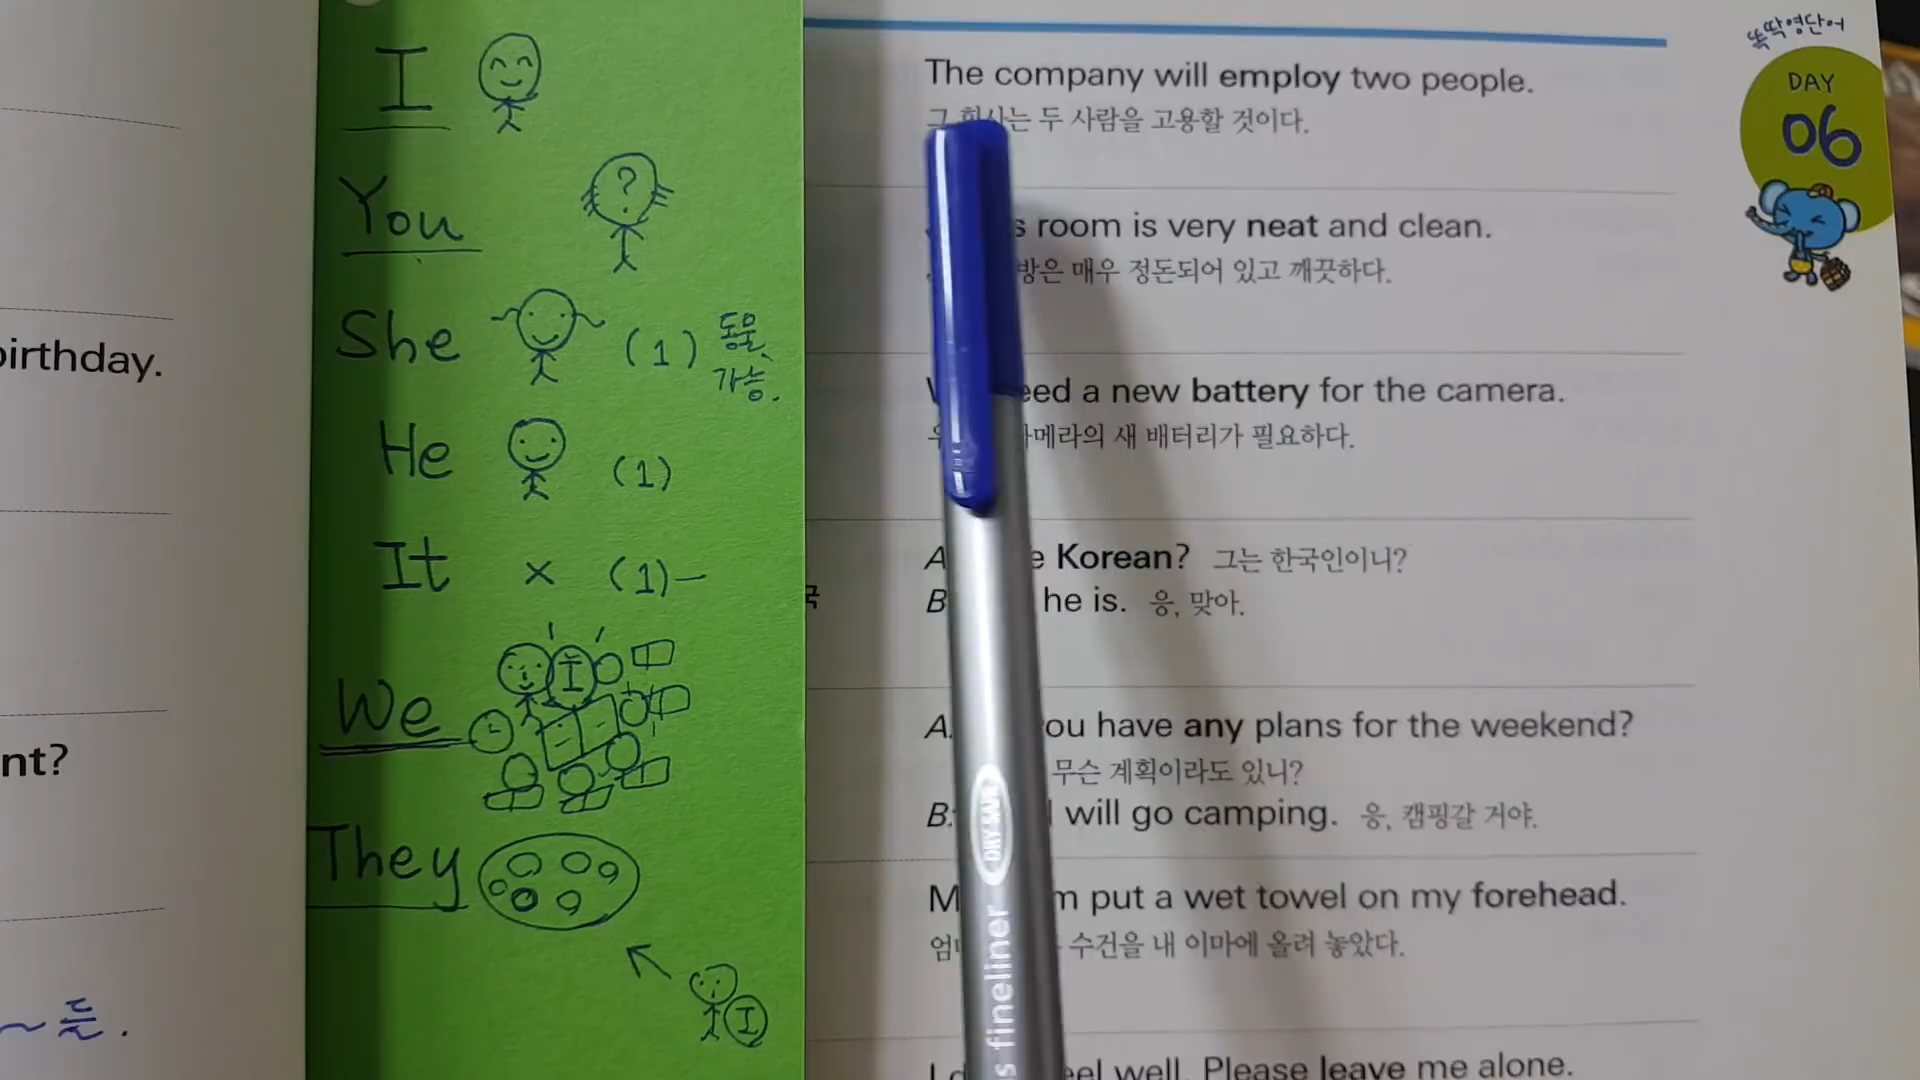 birthday.
nt?
~들.
I
You
?
She (1) 동물
가능.
He (1)
It × (1)
We
I
They
I
The company will employ two people.
는 두 사람을 고용할 것이다.
room is very neat and clean.
방은 매우 정돈되어 있고 깨끗하다.
eed a new battery for the camera.
메라의 새 배터리가 필요하다.
Korean? 그는 한국인이니?
B he is. 응, 맞아.
ou have any plans for the weekend?
무슨 계획이라도 있니?
B: will go camping. 응, 캠핑갈 거야.
put a wet towel on my forehead.
수건을 내 이마에 올려 놓았다.
eel well. Please leave me alone.
똑딱영단어
DAY
06
DRY SAFE
s fineliner